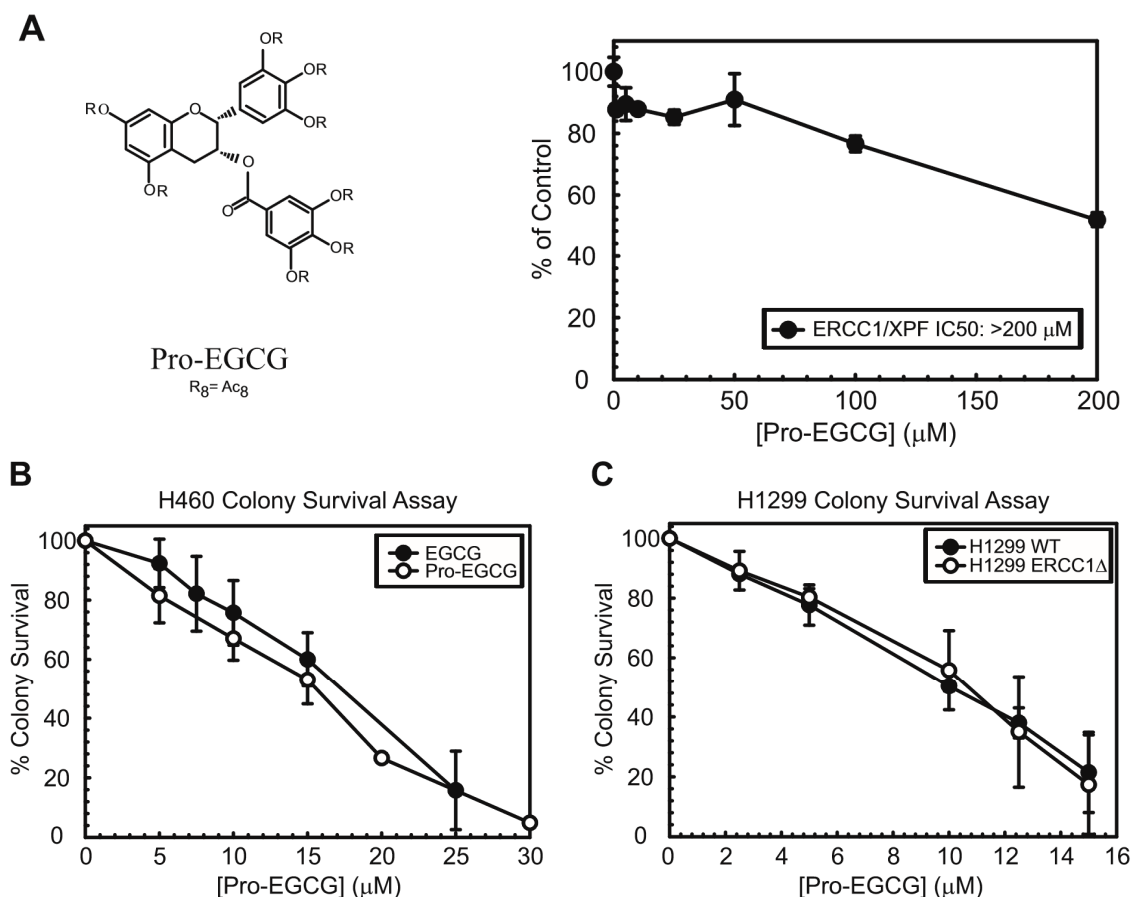 A
OR
OR
RO
O
OR
OR
O
O
OR
OR
OR
Pro-EGCG
R8= Ac8
% of Control
100
80
60
40
20
0
ERCC1/XPF IC50: >200 μM
0 50 100 150 200
[Pro-EGCG] (μM)
B
H460 Colony Survival Assay
% Colony Survival
100
80
60
40
20
0
EGCG
Pro-EGCG
0 5 10 15 20 25 30
[Pro-EGCG] (μM)
C
H1299 Colony Survival Assay
% Colony Survival
100
80
60
40
20
0
H1299 WT
H1299 ERCC1Δ
0 2 4 6 8 10 12 14 16
[Pro-EGCG] (μM)